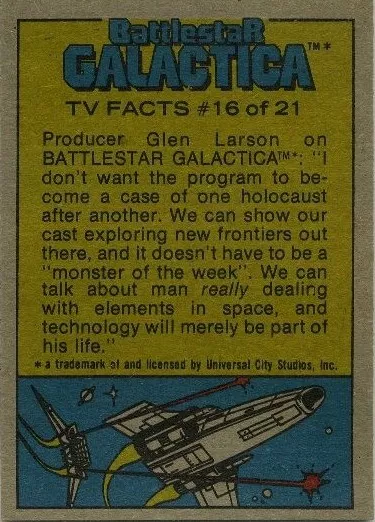 BattlestaR
GALACTICA™*
TV FACTS #16 of 21
Producer Glen Larson on
BATTLESTAR GALACTICA™*: "I
don't want the program to be-
come a case of one holocaust
after another. We can show our
cast exploring new frontiers out
there, and it doesn't have to be a
"monster of the week". We can
talk about man really dealing
with elements in space, and
technology will merely be part of
his life."
* a trademark of and licensed by Universal City Studios, Inc.